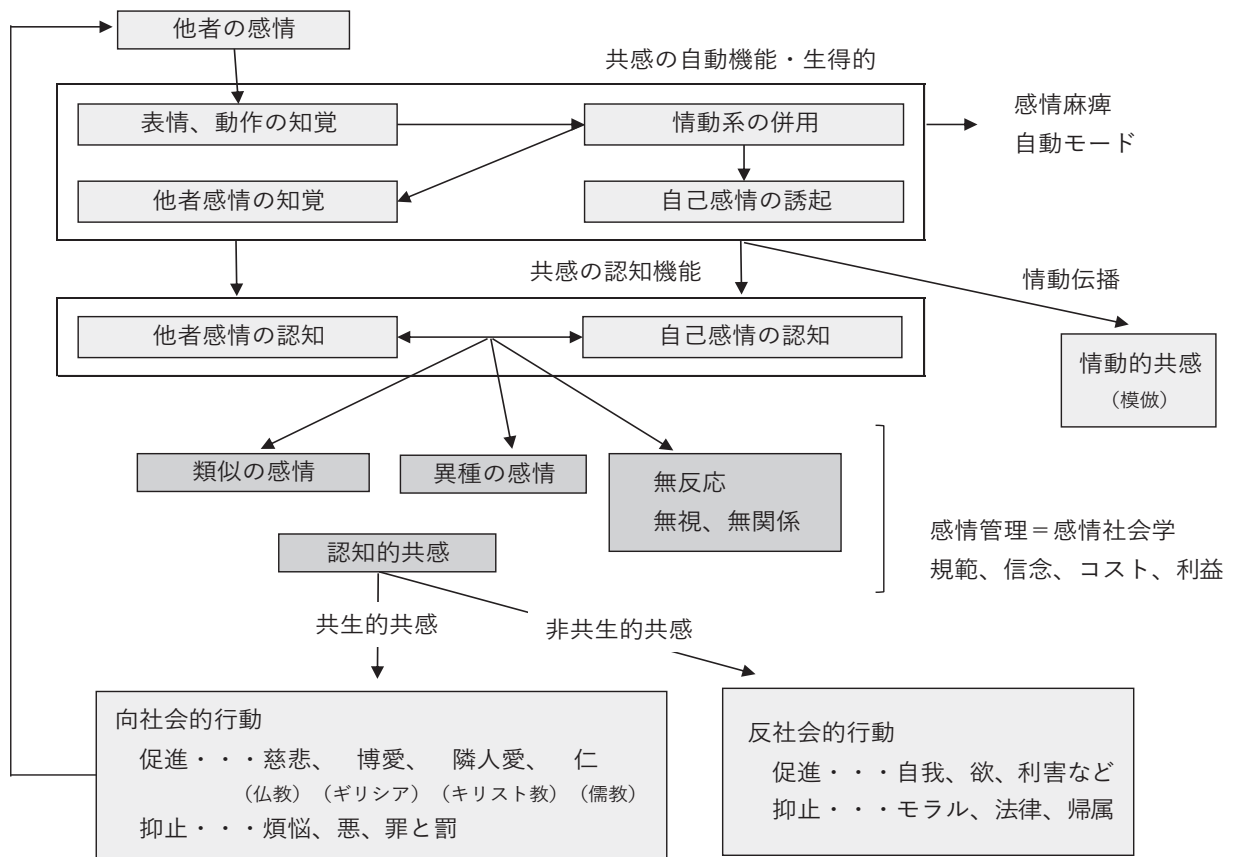 他者の感情
共感の自動機能・生得的
表情、動作の知覚
情動系の併用
感情麻痺
自動モード
他者感情の知覚
自己感情の誘起
共感の認知機能
情動伝播
他者感情の認知
自己感情の認知
情動的共感
（模倣）
類似の感情
異種の感情
無反応
無視、無関係
感情管理＝感情社会学
規範、信念、コスト、利益
認知的共感
共生的共感
非共生的共感
向社会的行動
促進・・・慈悲、　博愛、　隣人愛、　仁
（仏教）（ギリシア）（キリスト教）（儒教）
抑止・・・煩悩、悪、罪と罰
反社会的行動
促進・・・自我、欲、利害など
抑止・・・モラル、法律、帰属